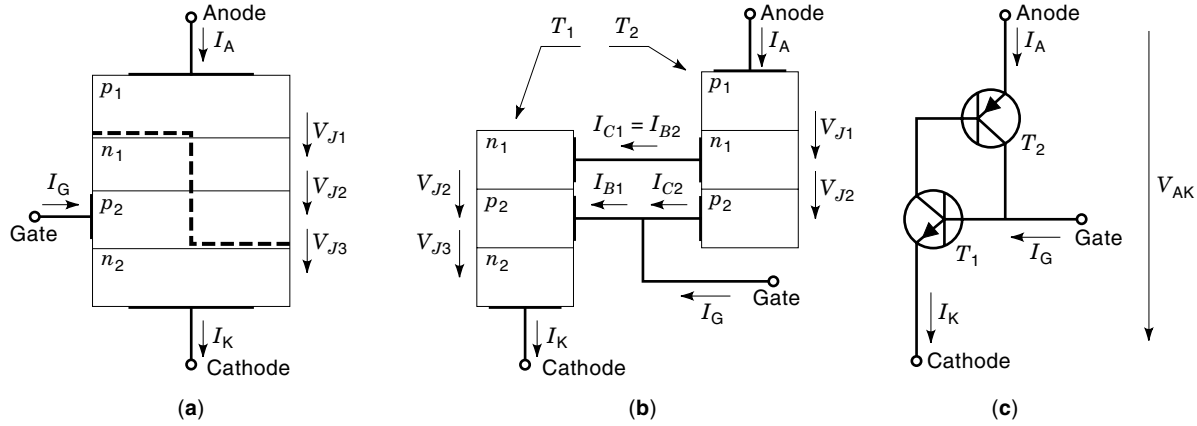 Anode
I_A
p_1
n_1
p_2
n_2
V_J1
V_J2
V_J3
I_G
Gate
I_K
Cathode
(a)
T_1
T_2
Anode
I_A
p_1
n_1
p_2
I_C1 = I_B2
n_1
p_2
n_2
I_B1
I_C2
V_J1
V_J2
V_J2
V_J3
Gate
I_G
I_K
Cathode
(b)
Anode
I_A
T_2
V_AK
T_1
Gate
I_G
I_K
Cathode
(c)